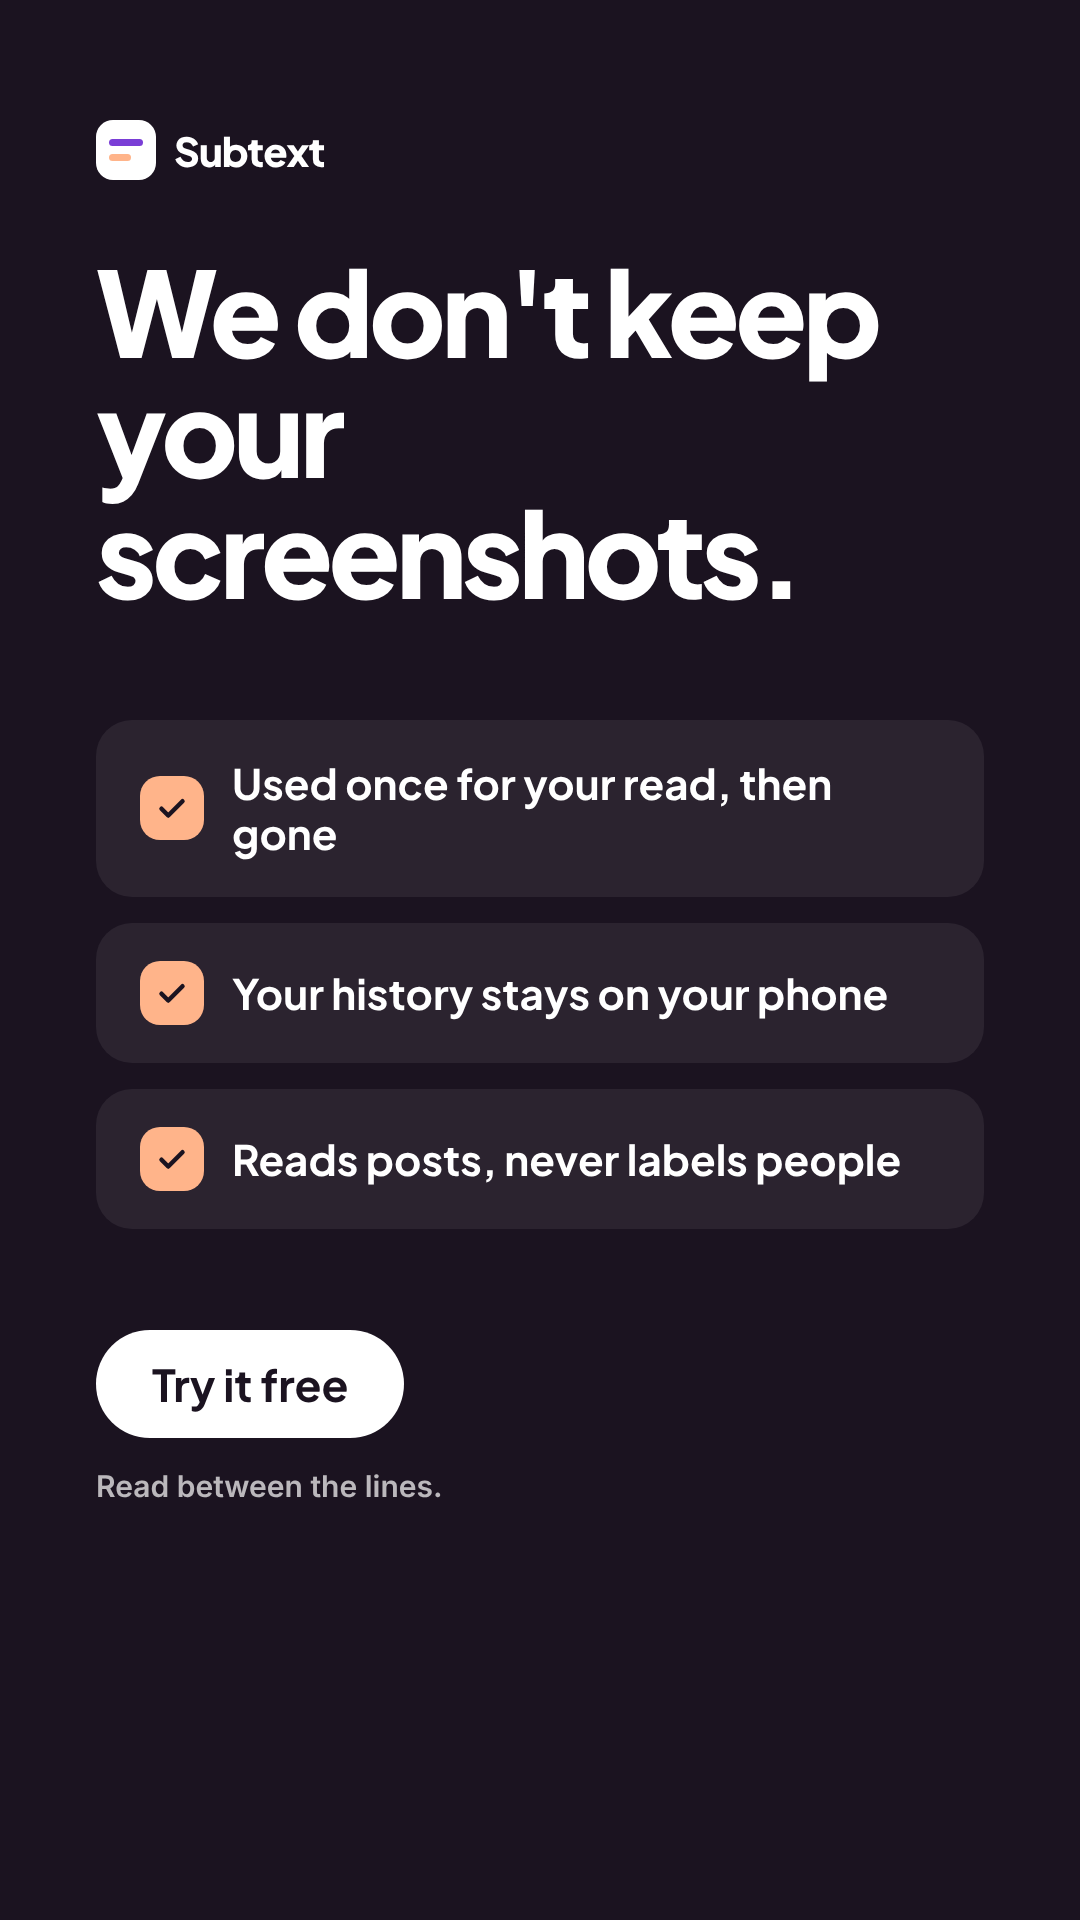 Subtext
We don't keep
your
screenshots.
Used once for your read, then
gone
Your history stays on your phone
Reads posts, never labels people
Try it free
Read between the lines.